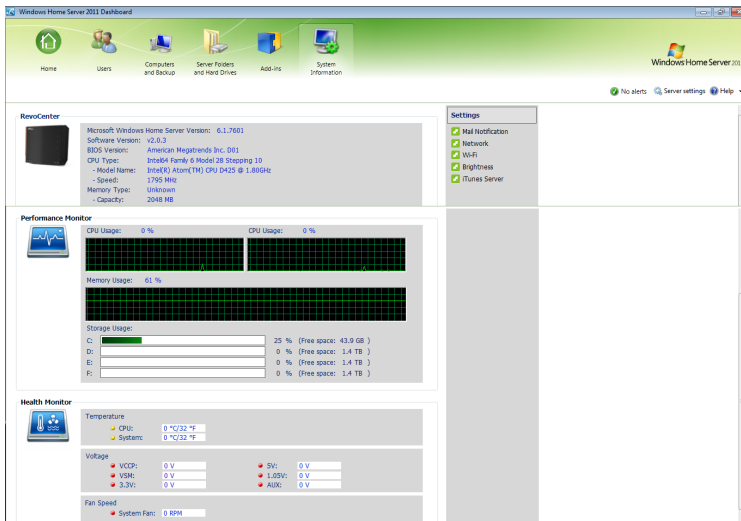 Windows Home Server 2011 Dashboard
Home
Users
Computers
and Backup
Server Folders
and Hard Drives
Add-ins
System
Information
Windows Home Server 201
No alerts Server settings Help
RevoCenter
Microsoft Windows Home Server Version: 6.1.7601
Software Version: v2.0.3
BIOS Version: American Megatrends Inc. D01
CPU Type: Intel64 Family 6 Model 28 Stepping 10
- Model Name: Intel(R) Atom(TM) CPU D425 @ 1.80GHz
- Speed: 1795 MHz
Memory Type: Unknown
- Capacity: 2048 MB
Settings
Mail Notification
Network
Wi-Fi
Brightness
iTunes Server
Performance Monitor
CPU Usage: 0 % CPU Usage: 0 %
Memory Usage: 61 %
Storage Usage:
C: 25 % (Free space: 43.9 GB )
D: 0 % (Free space: 1.4 TB )
E: 0 % (Free space: 1.4 TB )
F: 0 % (Free space: 1.4 TB )
Health Monitor
Temperature
CPU: 0 °C/32 °F
System: 0 °C/32 °F
Voltage
VCCP: 0 V 5V: 0 V
VSM: 0 V 1.05V: 0 V
3.3V: 0 V AUX: 0 V
Fan Speed
System Fan: 0 RPM